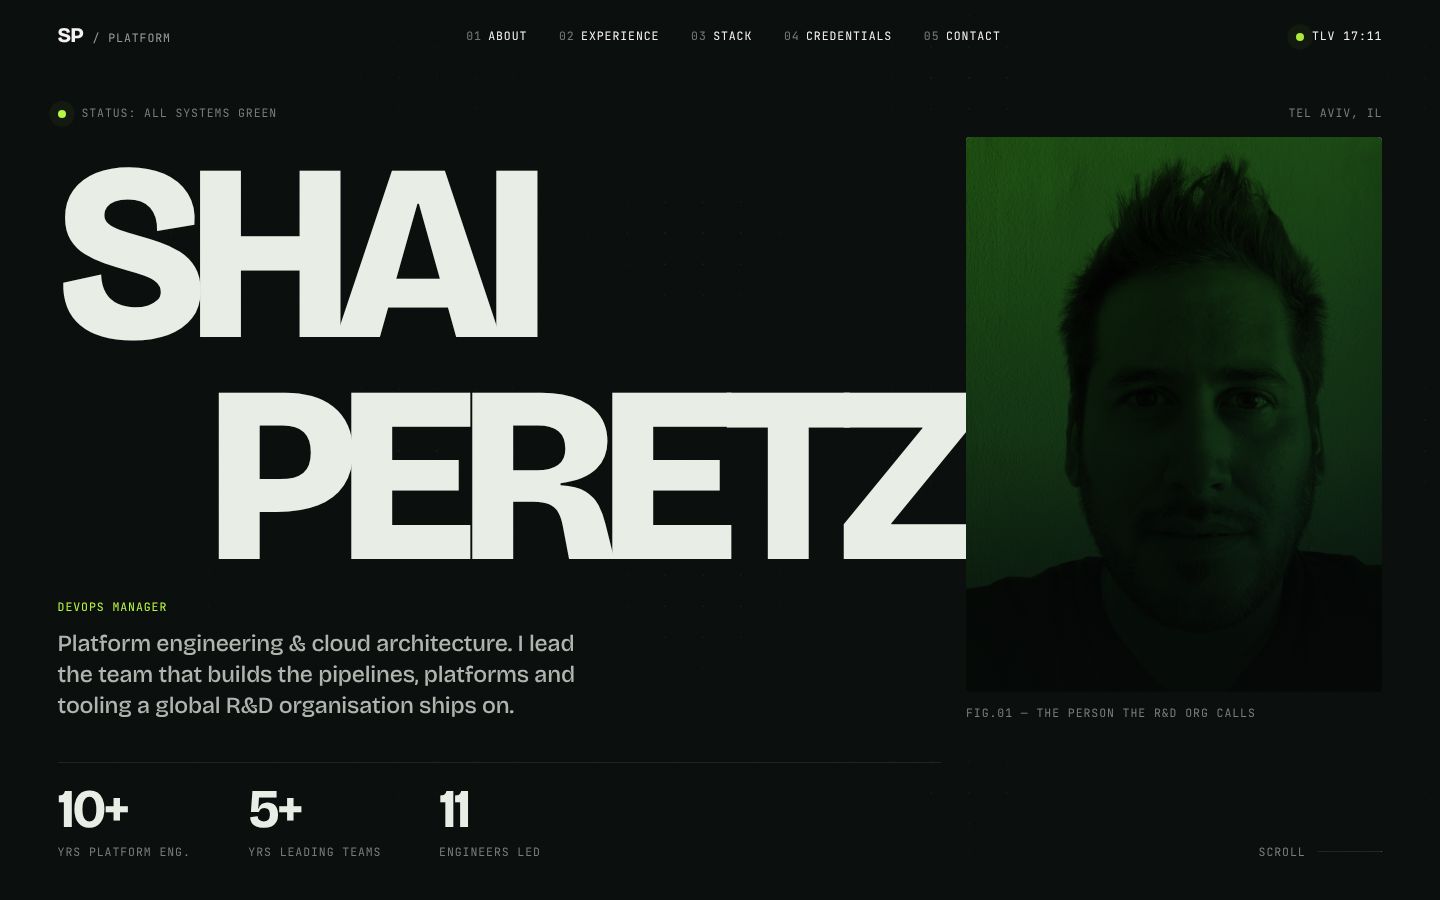 SP / PLATFORM
01 ABOUT 02 EXPERIENCE 03 STACK 04 CREDENTIALS 05 CONTACT
TLV 17:11
STATUS: ALL SYSTEMS GREEN
TEL AVIV, IL
SHAI
PERETZ
DEVOPS MANAGER
Platform engineering & cloud architecture. I lead
the team that builds the pipelines, platforms and
tooling a global R&D organisation ships on.
FIG.01 — THE PERSON THE R&D ORG CALLS
10+
YRS PLATFORM ENG.
5+
YRS LEADING TEAMS
11
ENGINEERS LED
SCROLL